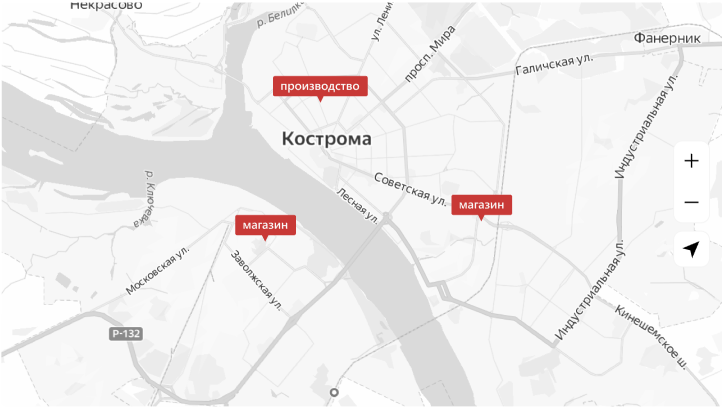 Некрасово
р. Белилка
ул. Лени
просп. Мира
Фанерник
Галичская ул.
производство
Индустриальная ул.
Кострома
Советская ул.
р. Ключевка
Лесная ул.
магазин
магазин
Московская ул.
Заволжская ул.
Индустриальная ул.
Р-132
Кинешемское ш.